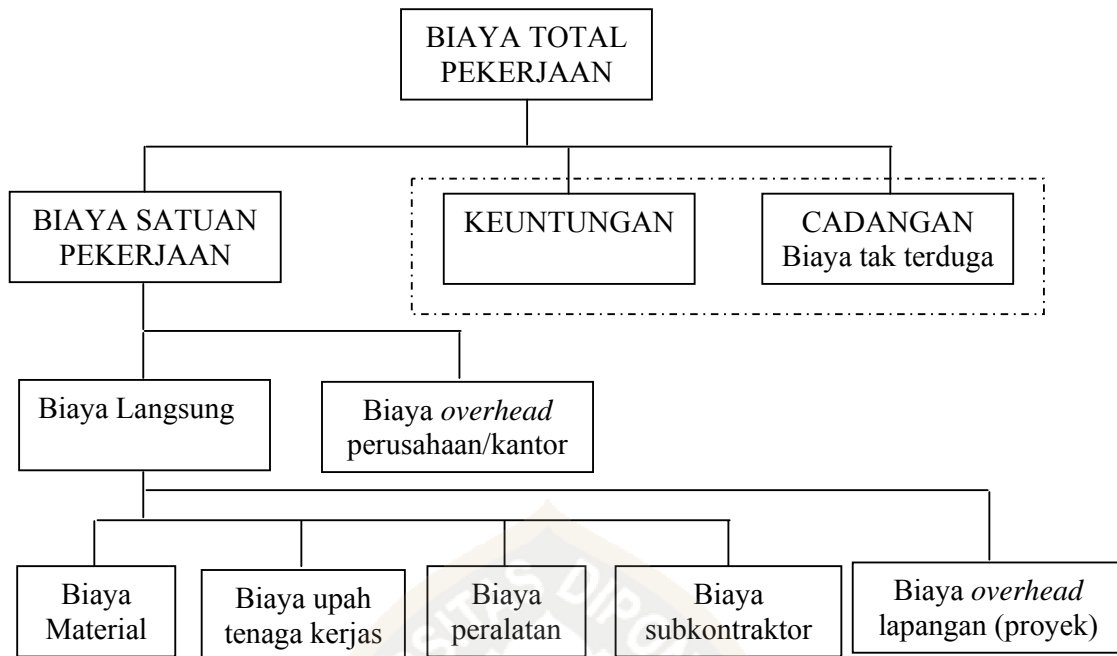 BIAYA TOTAL
PEKERJAAN
BIAYA SATUAN
PEKERJAAN
KEUNTUNGAN
CADANGAN
Biaya tak terduga
Biaya Langsung
Biaya overhead
perusahaan/kantor
Biaya
Material
Biaya upah
tenaga kerjas
Biaya
peralatan
Biaya
subkontraktor
Biaya overhead
lapangan (proyek)